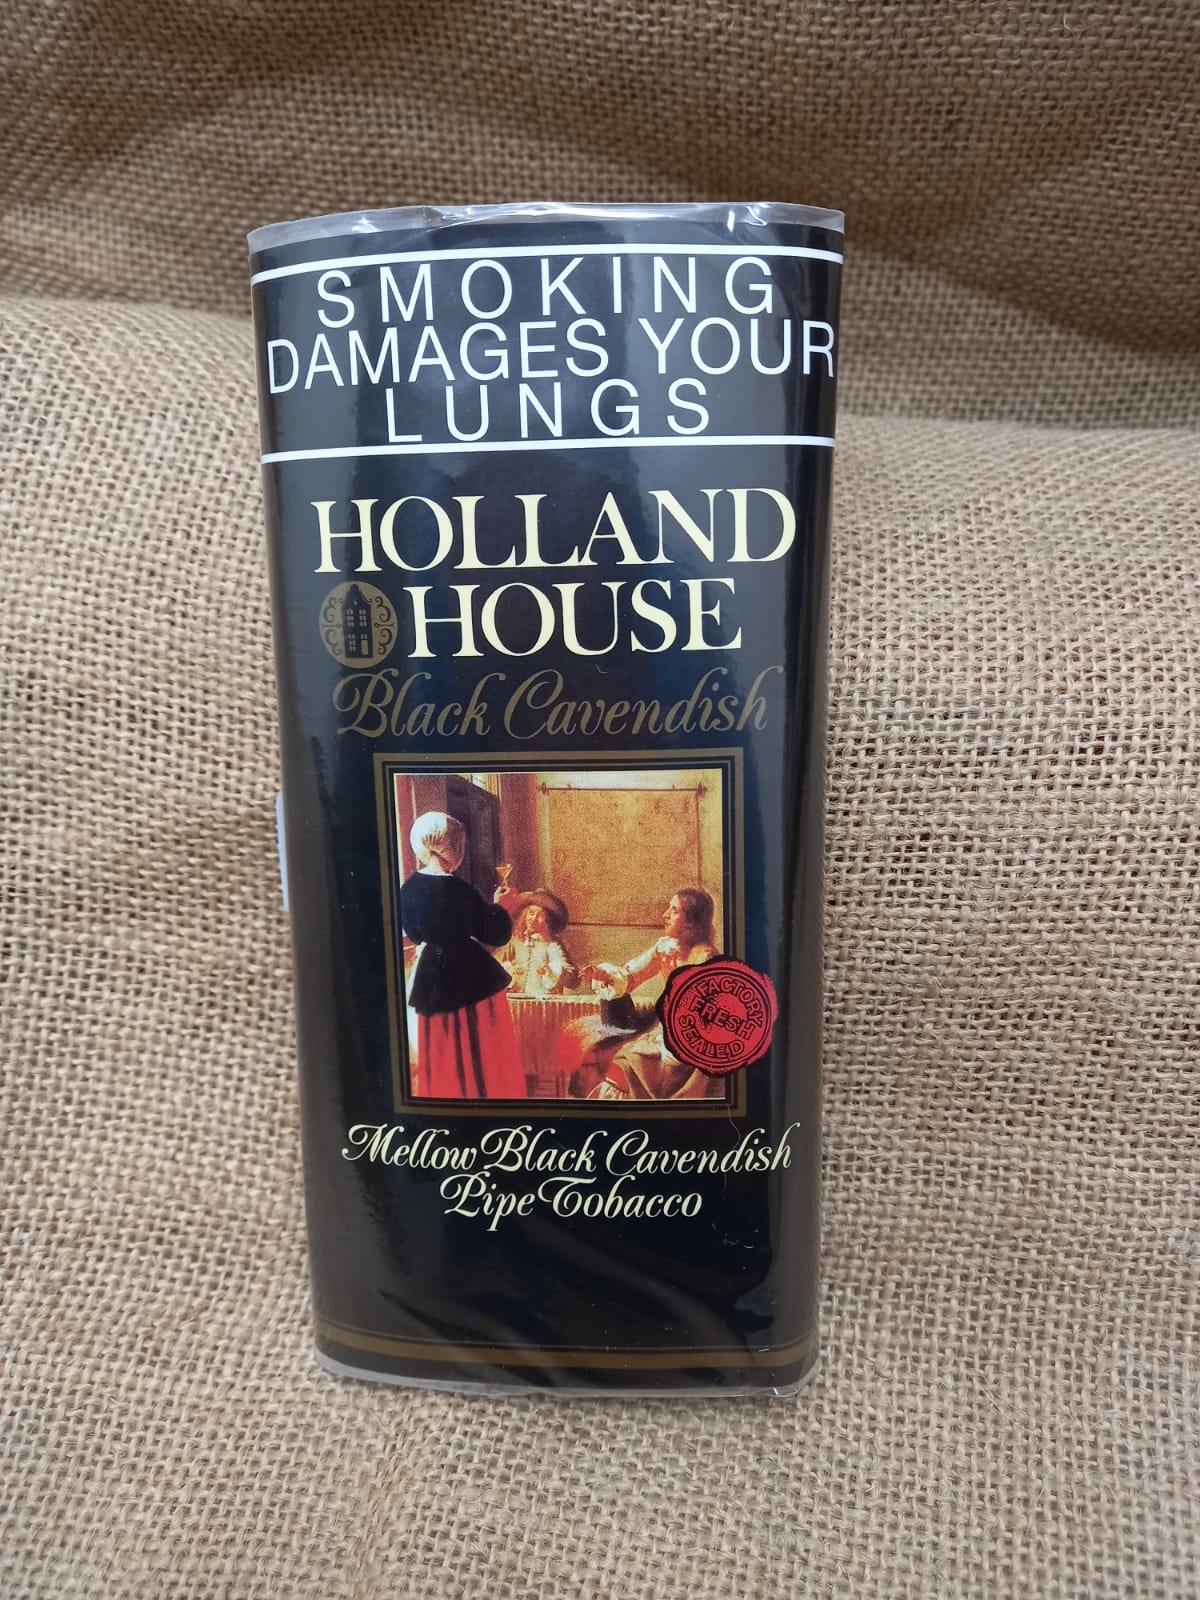 SMOKING
DAMAGES YOUR
LUNGS
HOLLAND
HOUSE
Black Cavendish
FACTORY
FRESH
SEALED
Mellow Black Cavendish
Pipe Tobacco